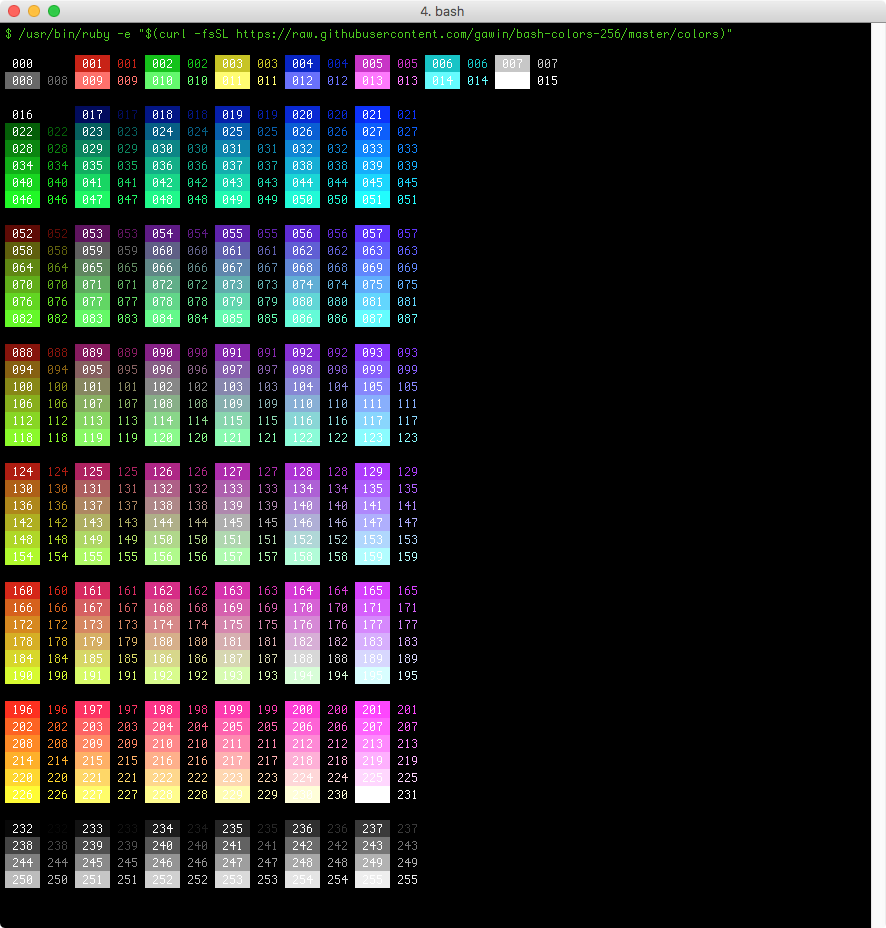 4. bash
$ /usr/bin/ruby -e "$(curl -fsSL https://raw.githubusercontent.com/gawin/bash-colors-256/master/colors)"
000 001 001 002 002 003 003 004 004 005 005 006 006 007 007
008 008 009 009 010 010 011 011 012 012 013 013 014 014 015
016 017 017 018 018 019 019 020 020 021 021
022 022 023 023 024 024 025 025 026 026 027 027
028 028 029 029 030 030 031 031 032 032 033 033
034 034 035 035 036 036 037 037 038 038 039 039
040 040 041 041 042 042 043 043 044 044 045 045
046 046 047 047 048 048 049 049 050 050 051 051
052 052 053 053 054 054 055 055 056 056 057 057
058 058 059 059 060 060 061 061 062 062 063 063
064 064 065 065 066 066 067 067 068 068 069 069
070 070 071 071 072 072 073 073 074 074 075 075
076 076 077 077 078 078 079 079 080 080 081 081
082 082 083 083 084 084 085 085 086 086 087 087
088 088 089 089 090 090 091 091 092 092 093 093
094 094 095 095 096 096 097 097 098 098 099 099
100 100 101 101 102 102 103 103 104 104 105 105
106 106 107 107 108 108 109 109 110 110 111 111
112 112 113 113 114 114 115 115 116 116 117 117
118 118 119 119 120 120 121 121 122 122 123 123
124 124 125 125 126 126 127 127 128 128 129 129
130 130 131 131 132 132 133 133 134 134 135 135
136 136 137 137 138 138 139 139 140 140 141 141
142 142 143 143 144 144 145 145 146 146 147 147
148 148 149 149 150 150 151 151 152 152 153 153
154 154 155 155 156 156 157 157 158 158 159 159
160 160 161 161 162 162 163 163 164 164 165 165
166 166 167 167 168 168 169 169 170 170 171 171
172 172 173 173 174 174 175 175 176 176 177 177
178 178 179 179 180 180 181 181 182 182 183 183
184 184 185 185 186 186 187 187 188 188 189 189
190 190 191 191 192 192 193 193 194 194 195 195
196 196 197 197 198 198 199 199 200 200 201 201
202 202 203 203 204 204 205 205 206 206 207 207
208 208 209 209 210 210 211 211 212 212 213 213
214 214 215 215 216 216 217 217 218 218 219 219
220 220 221 221 222 222 223 223 224 224 225 225
226 227 228 229 230 231
232 232 233 233 234 234 235 235 236 236 237 237
238 238 239 239 240 240 241 241 242 242 243 243
244 244 245 245 246 246 247 247 248 248 249 249
250 250 251 251 252 252 253 253 254 254 255 255